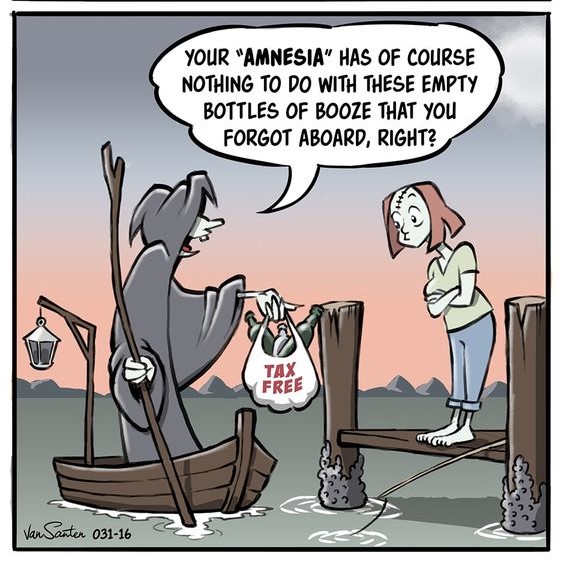 YOUR "AMNESIA" HAS OF COURSE
NOTHING TO DO WITH THESE EMPTY
BOTTLES OF BOOZE THAT YOU
FORGOT ABOARD, RIGHT?
TAX
FREE
VanSanten 031-16